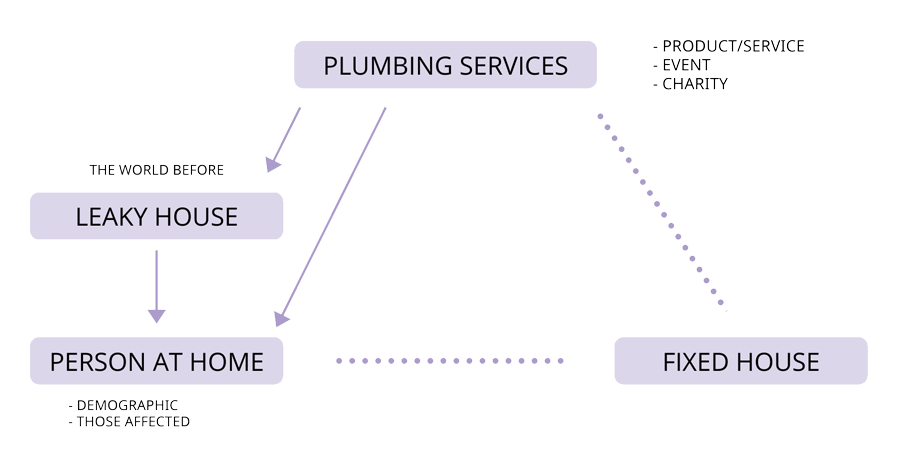 PLUMBING SERVICES
- PRODUCT/SERVICE
- EVENT
- CHARITY
THE WORLD BEFORE
LEAKY HOUSE
PERSON AT HOME
FIXED HOUSE
- DEMOGRAPHIC
- THOSE AFFECTED